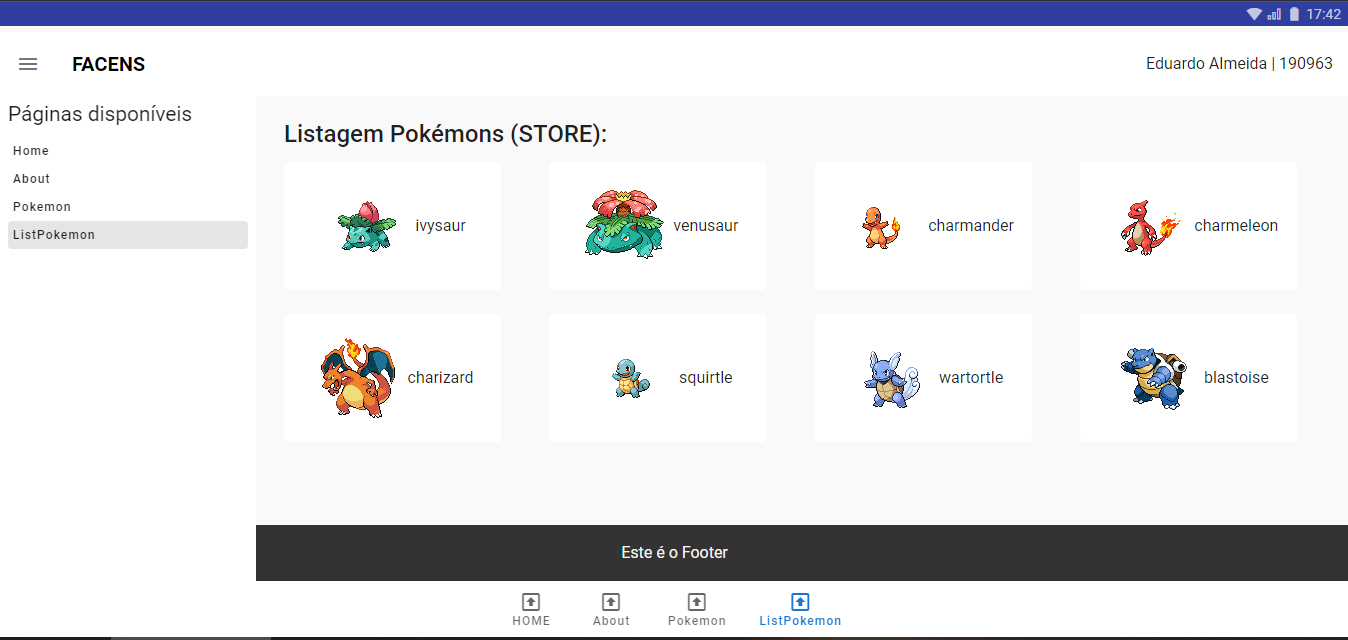 17:42
FACENS
Eduardo Almeida | 190963
Páginas disponíveis
Home
About
Pokemon
ListPokemon
Listagem Pokémons (STORE):
ivysaur
venusaur
charmander
charmeleon
charizard
squirtle
wartortle
blastoise
Este é o Footer
HOME
About
Pokemon
ListPokemon